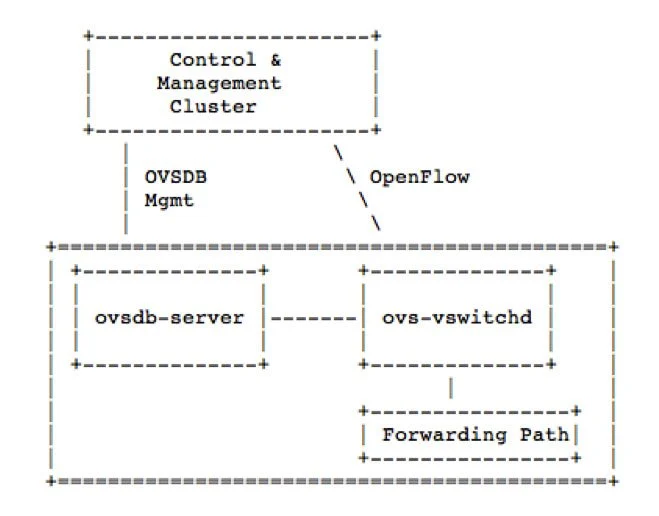 Control &
Management
Cluster
OVSDB
Mgmt
OpenFlow
ovsdb-server
ovs-vswitchd
Forwarding Path